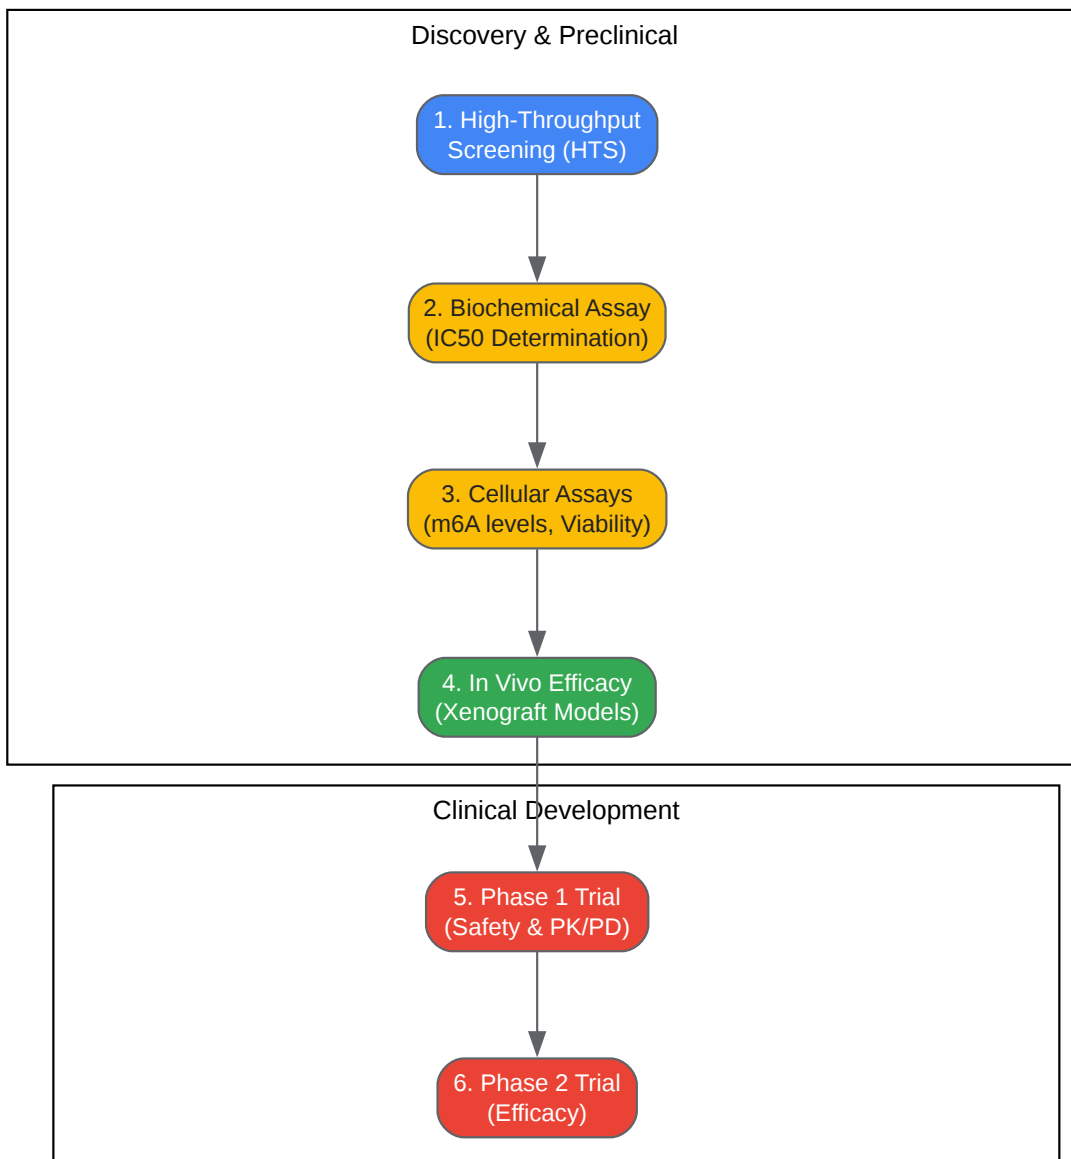 Discovery & Preclinical
1. High-Throughput
Screening (HTS)
2. Biochemical Assay
(IC50 Determination)
3. Cellular Assays
(m6A levels, Viability)
4. In Vivo Efficacy
(Xenograft Models)
Clinical Development
5. Phase 1 Trial
(Safety & PK/PD)
6. Phase 2 Trial
(Efficacy)